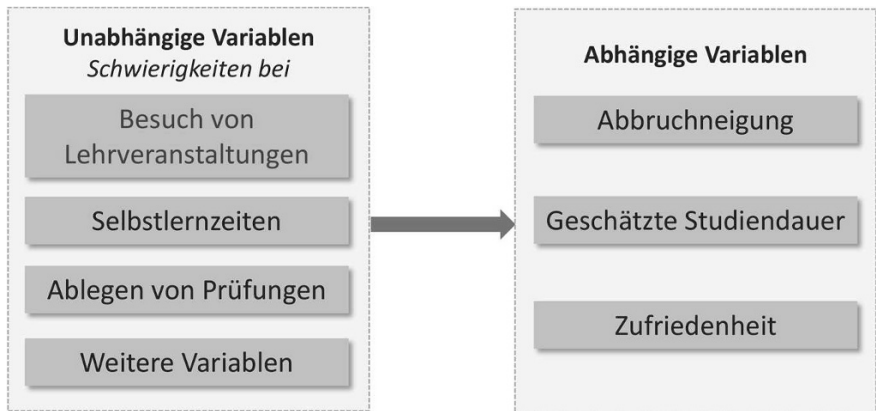 Unabhängige Variablen
Schwierigkeiten bei
Besuch von
Lehrveranstaltungen
Selbstlernzeiten
Ablegen von Prüfungen
Weitere Variablen
Abhängige Variablen
Abbruchneigung
Geschätzte Studiendauer
Zufriedenheit